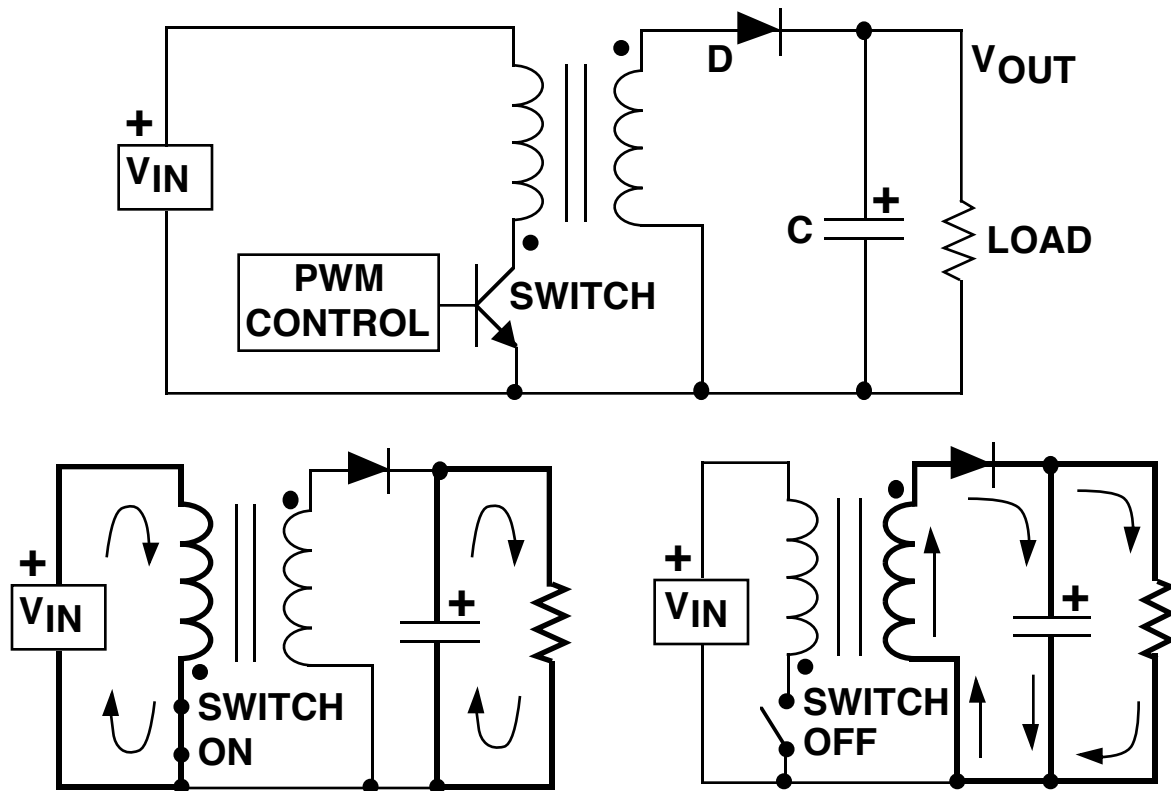 D
VOUT
+
VIN
+
C
LOAD
PWM
CONTROL
SWITCH
+
VIN
+
SWITCH
ON
+
VIN
+
SWITCH
OFF